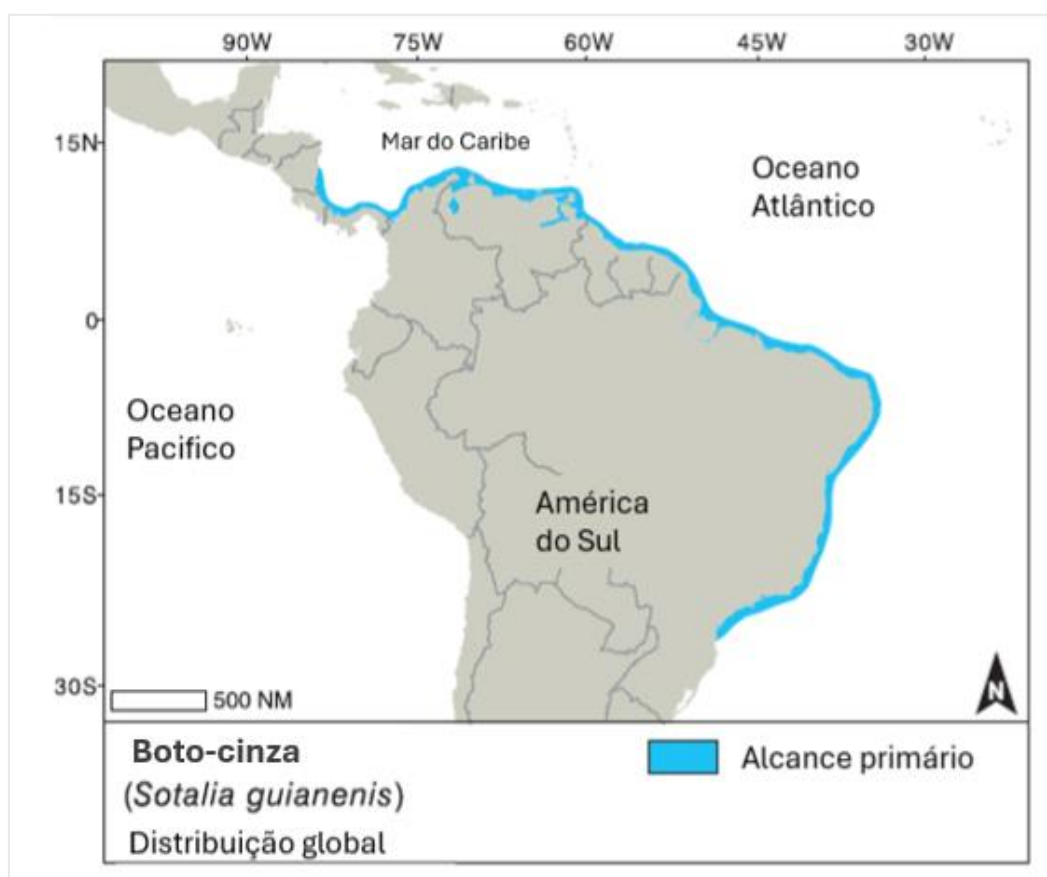 90W 75W 60W 45W 30W
15N
Mar do Caribe
Oceano
Atlântico
0
Oceano
Pacifico
15S
América
do Sul
30S
500 NM
N
Boto-cinza
Alcance primário
(Sotalia guianenis)
Distribuição global